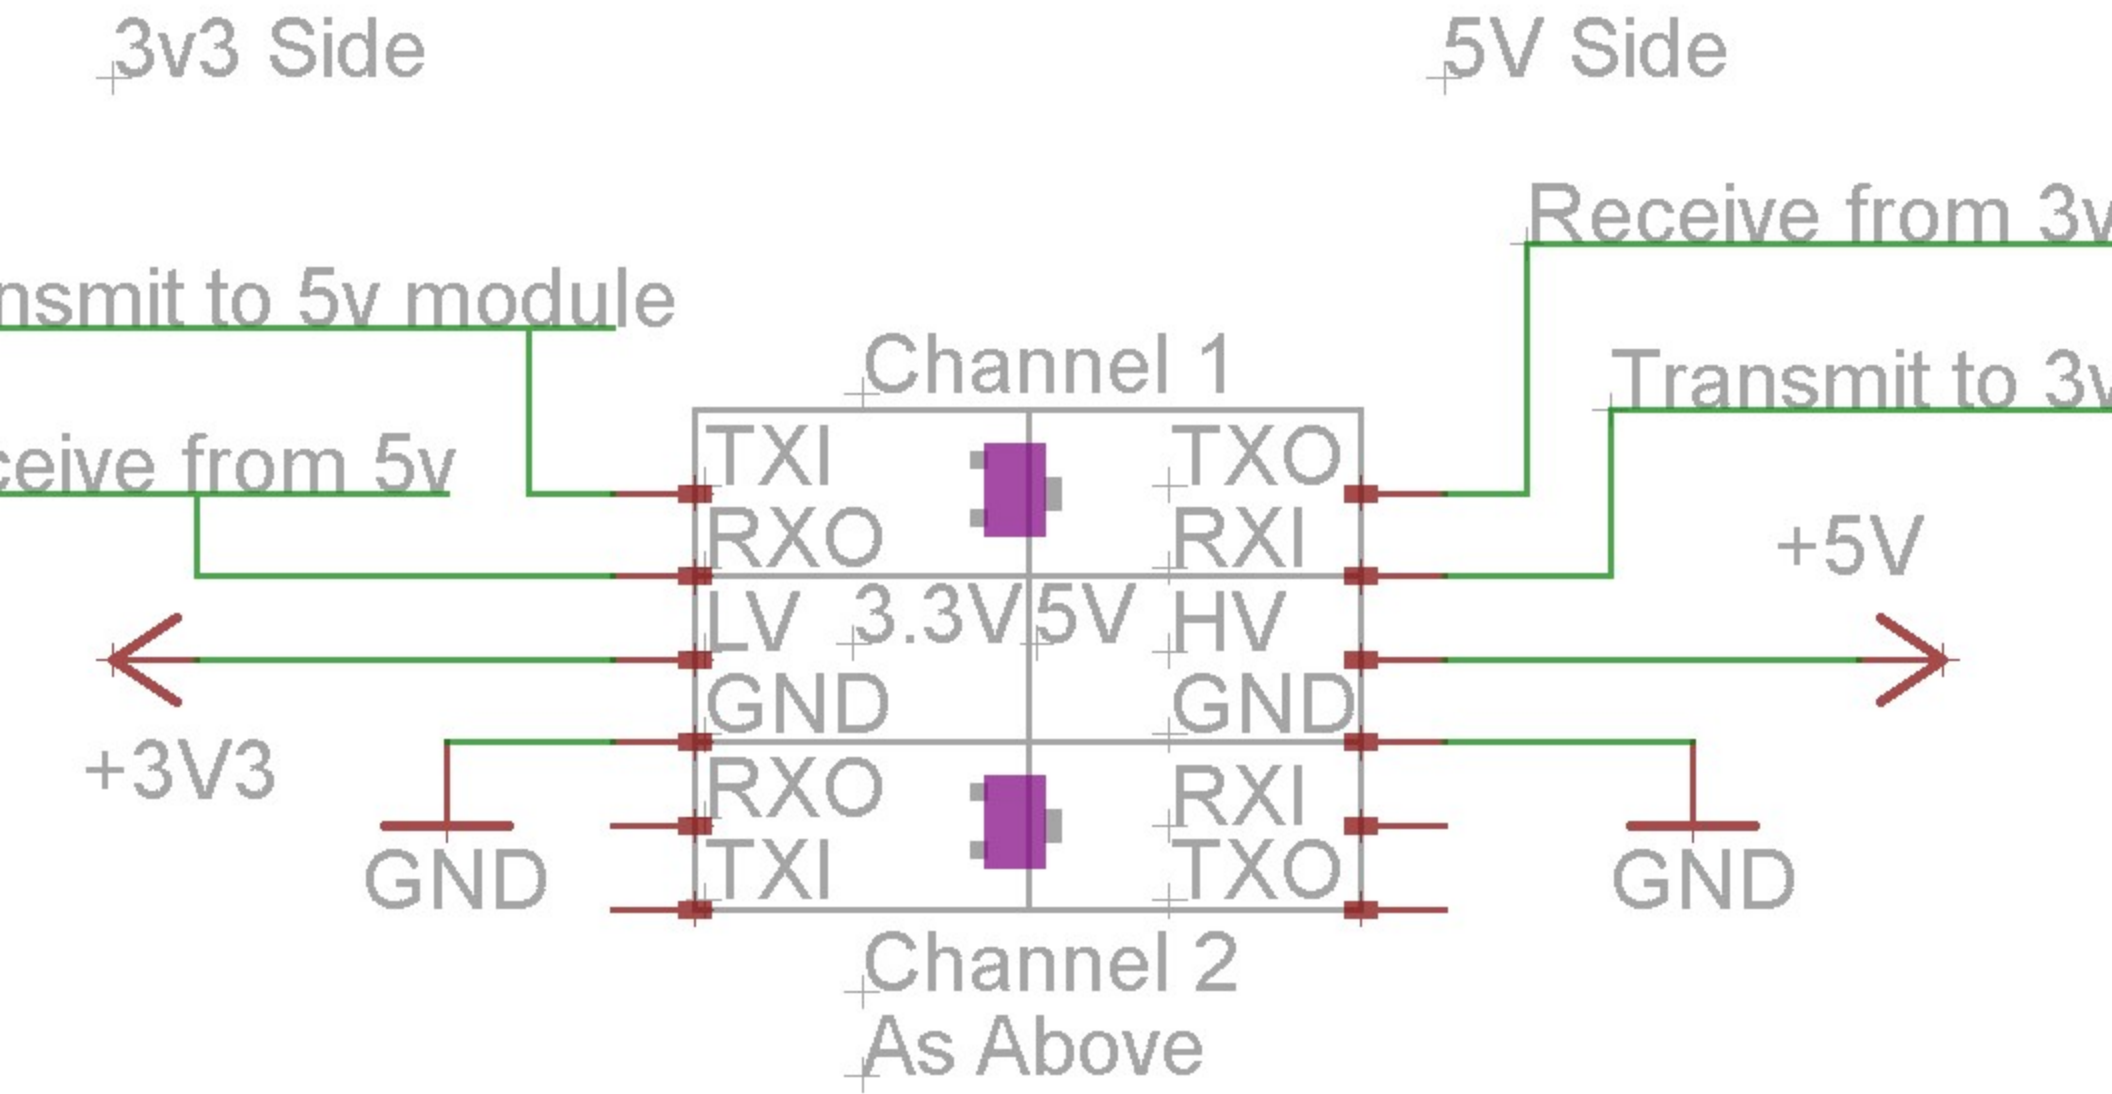 3v3 Side
5V Side
Receive from 3v
nsmit to 5v module
Transmit to 3v
Channel 1
ceive from 5v
TXI
TXO
RXO
RXI
+5V
LV
3.3V
5V
HV
GND
GND
+3V3
RXO
RXI
TXI
TXO
GND
GND
Channel 2
As Above